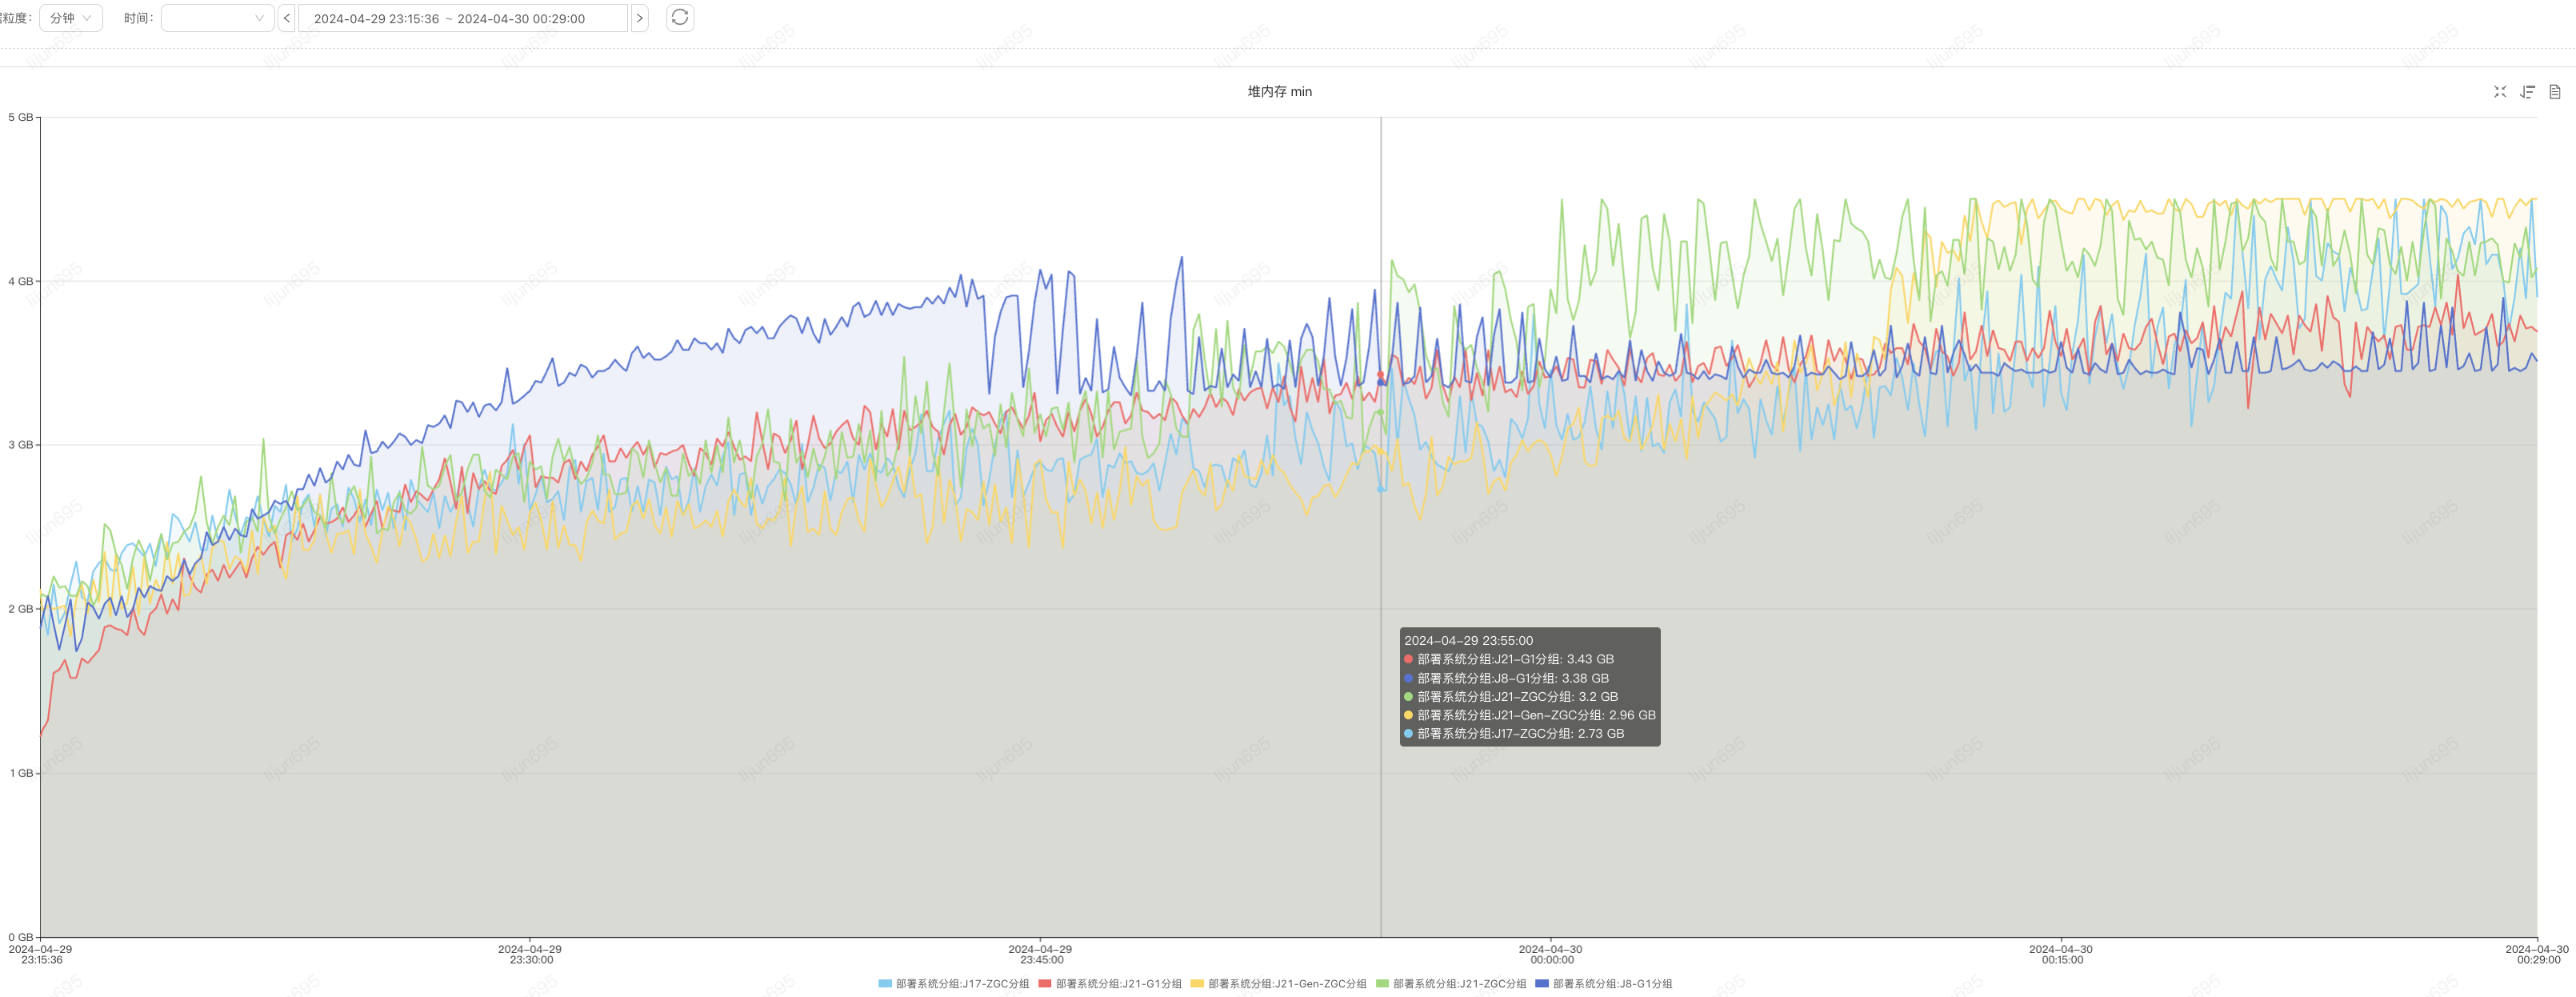 粒度： 分钟 时间： < 2024-04-29 23:15:36 ~ 2024-04-30 00:29:00 >
堆内存 min
5 GB
4 GB
3 GB
2 GB
1 GB
0 GB
2024-04-29 23:55:00
部署系统分组:J21-G1分组: 3.43 GB
部署系统分组:J8-G1分组: 3.38 GB
部署系统分组:J21-ZGC分组: 3.2 GB
部署系统分组:J21-Gen-ZGC分组: 2.96 GB
部署系统分组:J17-ZGC分组: 2.73 GB
2024-04-29 2024-04-29 2024-04-29 2024-04-30 2024-04-30 2024-04-30
23:15:36 23:30:00 23:45:00 00:00:00 00:15:00 00:29:00
部署系统分组:J17-ZGC分组 部署系统分组:J21-G1分组 部署系统分组:J21-Gen-ZGC分组 部署系统分组:J21-ZGC分组 部署系统分组:J8-G1分组